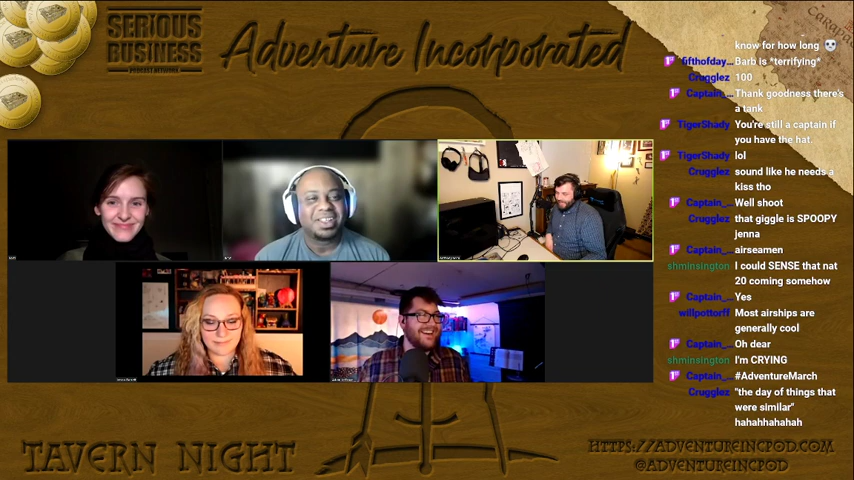 SERIOUS
BUSINESS
PODCAST NETWORK
Adventure Incorporated
know for how long
fifthofday... Barb is *terrifying*
Crugglez 100
Captain_... Thank goodness there's
a tank
TigerShady You're still a captain if
you have the hat.
TigerShady lol
Crugglez sound like he needs a
kiss tho
Captain_... Well shoot
Crugglez that giggle is SPOOPY
jenna
Captain_... airseamen
shminsington I could SENSE that nat
20 coming somehow
Captain_... Yes
willpottorff Most airships are
generally cool
Captain_... Oh dear
shminsington I'm CRYING
Captain_... #AdventureMarch
Crugglez "the day of things that
were similar"
hahahhahahah
TAVERN NIGHT
HTTPS://ADVENTUREINCPOD.COM
@ADVENTUREINCPOD